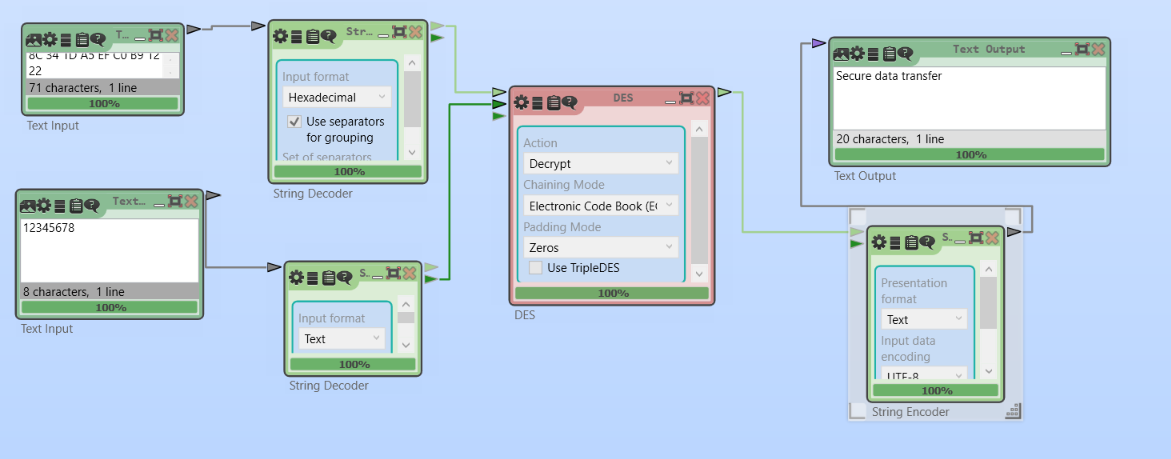 T...
8C 34 1D A5 EF C0 B9 12
22
71 characters, 1 line
100%
Text Input
Str...
Input format
Hexadecimal
Use separators
for grouping
Set of separators
100%
String Decoder
Text...
12345678
8 characters, 1 line
100%
Text Input
S...
Input format
Text
100%
String Decoder
DES
Action
Decrypt
Chaining Mode
Electronic Code Book (E
Padding Mode
Zeros
Use TripleDES
100%
DES
Text Output
Secure data transfer
20 characters, 1 line
100%
Text Output
S...
Presentation
format
Text
Input data
encoding
UTF-8
100%
String Encoder